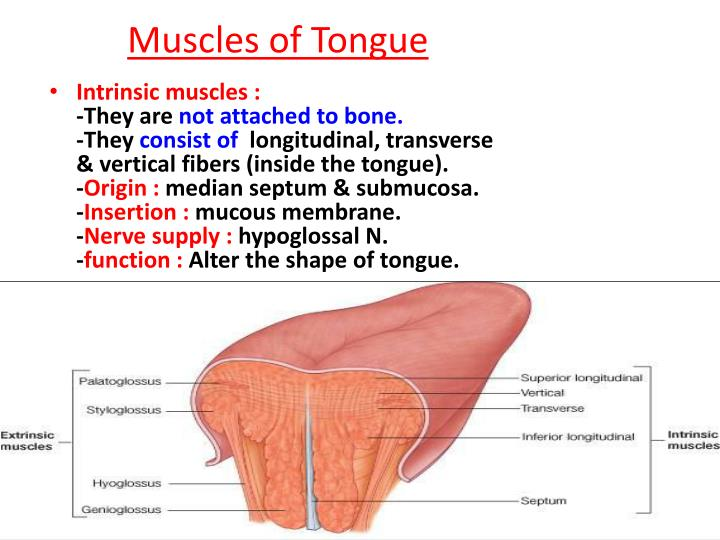 Muscles of Tongue
• Intrinsic muscles :
-They are not attached to bone.
-They consist of longitudinal, transverse
& vertical fibers (inside the tongue).
-Origin : median septum & submucosa.
-Insertion : mucous membrane.
-Nerve supply : hypoglossal N.
-function : Alter the shape of tongue.
Extrinsic
muscles
Palatoglossus
Styloglossus
Hyoglossus
Genioglossus
Superior longitudinal
Vertical
Transverse
Inferior longitudinal
Septum
Intrinsic
muscles